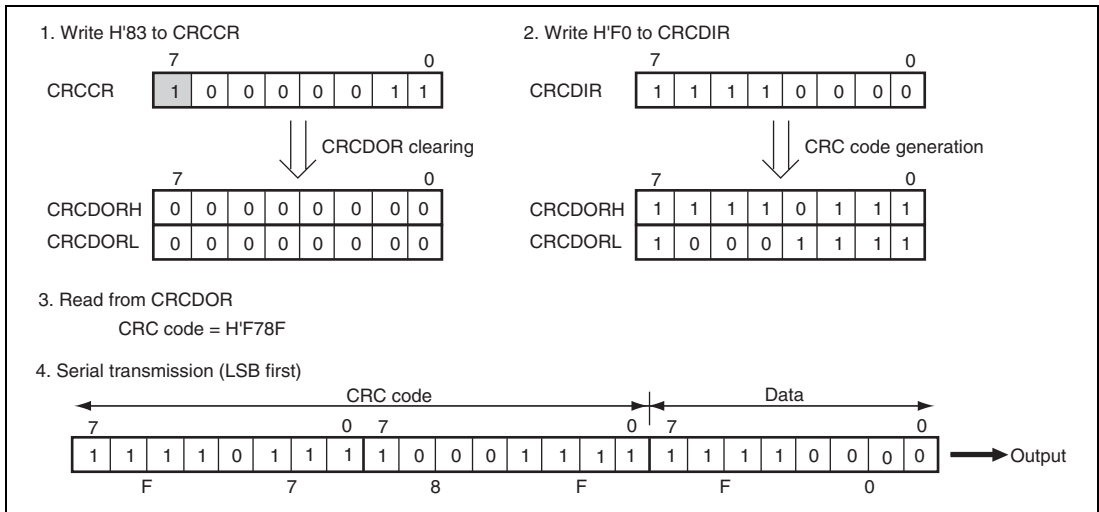 1. Write H'83 to CRCCR
7 0
CRCCR 1 0 0 0 0 0 1 1
CRCDOR clearing
7 0
CRCDORH 0 0 0 0 0 0 0 0
CRCDORL 0 0 0 0 0 0 0 0
2. Write H'F0 to CRCDIR
7 0
CRCDIR 1 1 1 1 0 0 0 0
CRC code generation
7 0
CRCDORH 1 1 1 1 0 1 1 1
CRCDORL 1 0 0 0 1 1 1 1
3. Read from CRCDOR
CRC code = H'F78F
4. Serial transmission (LSB first)
CRC code Data
7 0 7 0 7 0
1 1 1 1 0 1 1 1 1 0 0 0 1 1 1 1 1 1 1 1 0 0 0 0 Output
F 7 8 F F 0